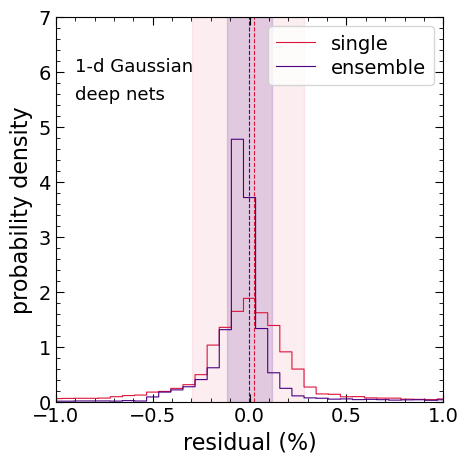 single
ensemble
1-d Gaussian
deep nets
probability density
7
6
5
4
3
2
1
0
−1.0 −0.5 0.0 0.5 1.0
residual (%)